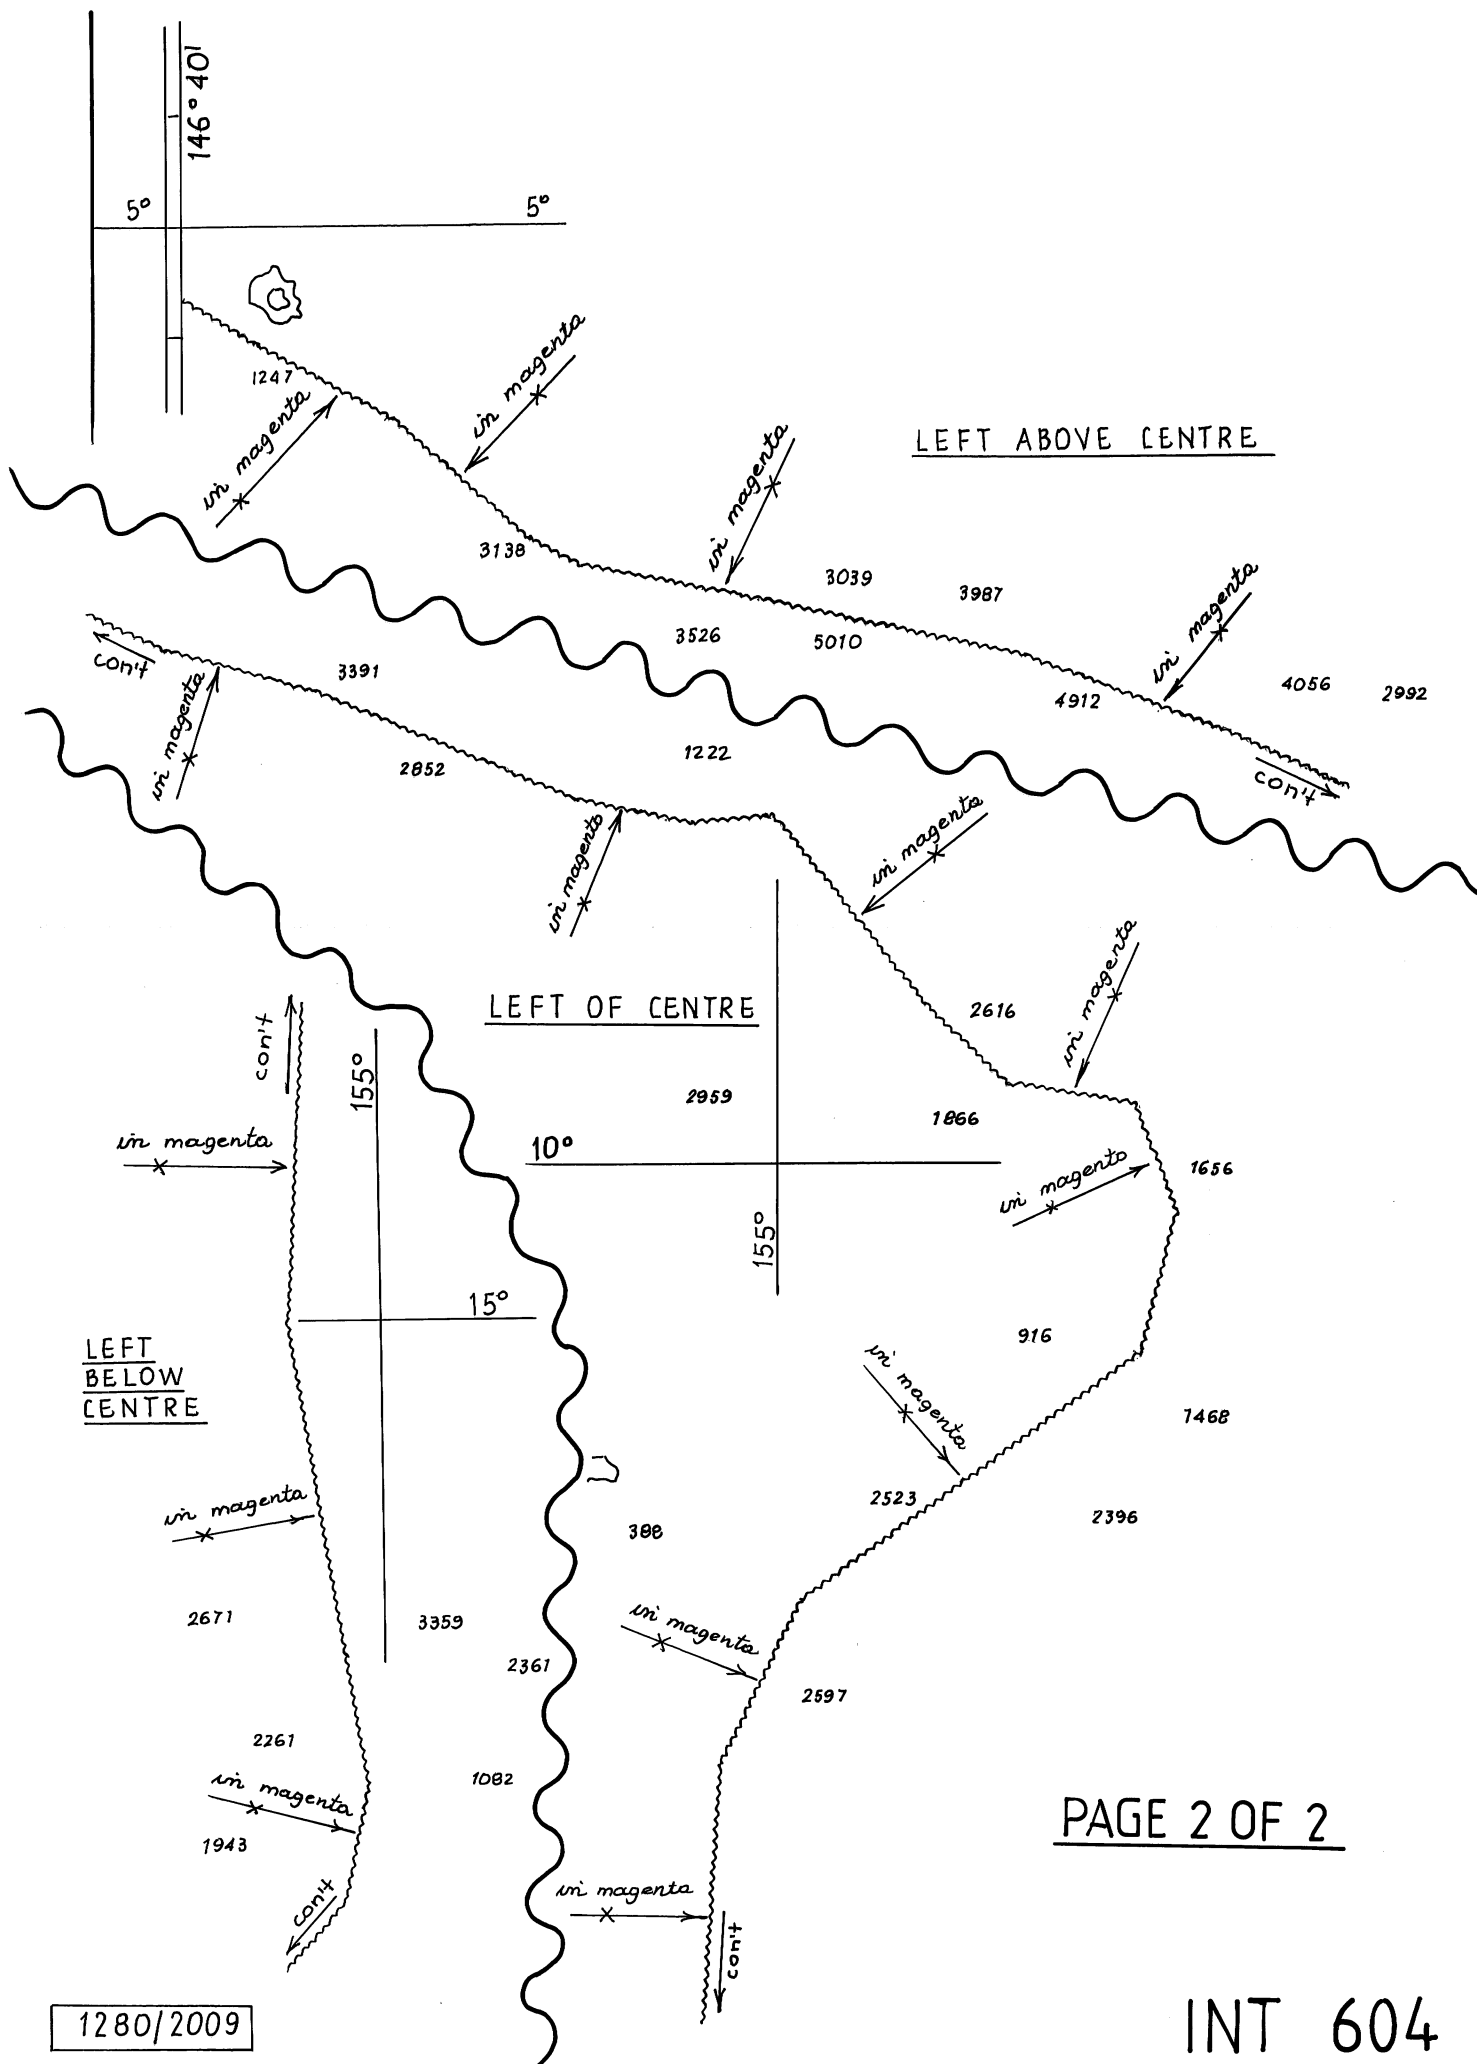 146° 40'
5° 5°
1247
in magenta
in magenta
in magenta
LEFT ABOVE CENTRE
3138
3039
3987
in magenta
3526
5010
4912
4056
2992
con't
con't
3391
in magenta
2852
1222
in magenta
in magenta
in magenta
LEFT OF CENTRE
2616
2959
1866
10°
155°
in magenta
1656
916
in magenta
1468
2523
2396
388
in magenta
2597
in magenta
con't
con't
155°
in magenta
15°
LEFT
BELOW
CENTRE
in magenta
2671
3359
2361
2261
in magenta
1082
1943
con't
PAGE 2 OF 2
1280/2009
INT 604